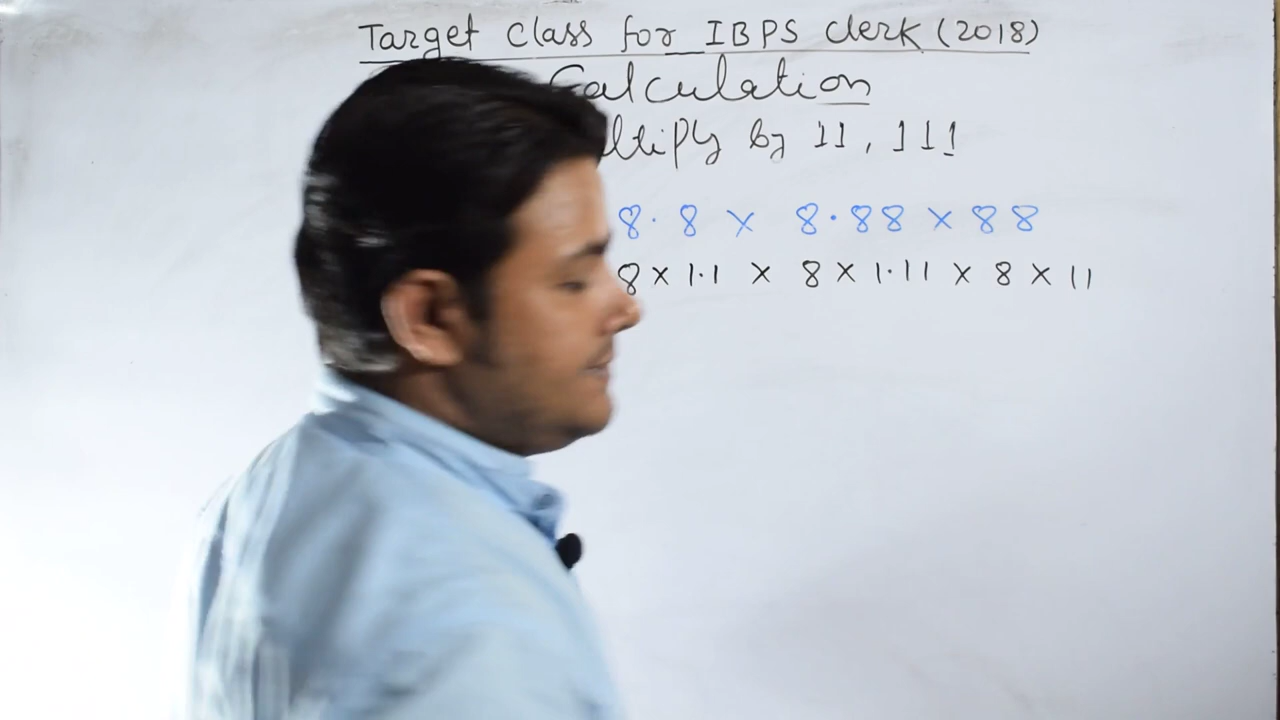 Target Class for IBPS Clerk (2018)
Calculation
by 11, 111
8.8 × 8.88 × 88
8 × 1.1 × 8 × 1.11 × 8 × 11